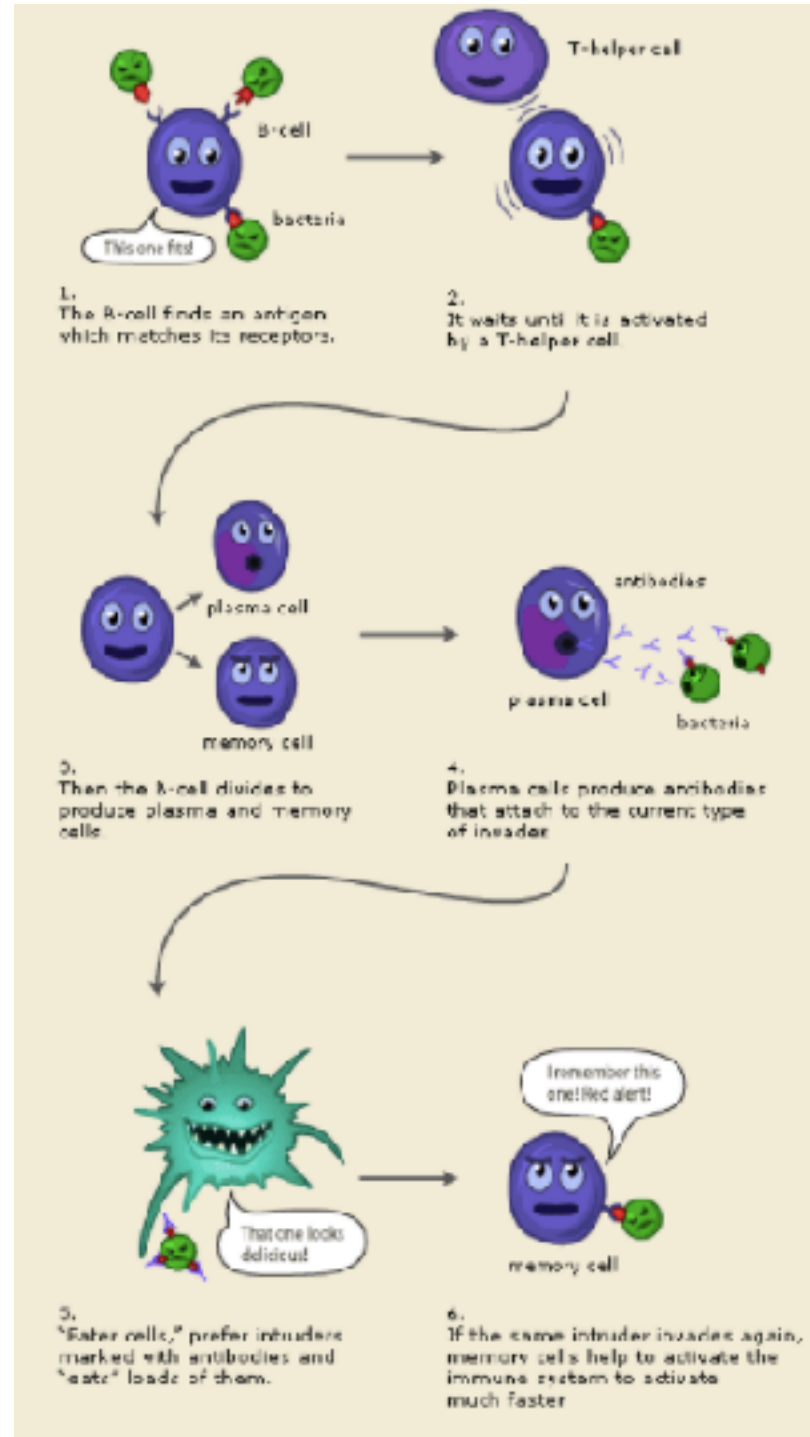 T-helper cell
B-cell
bacteria
This one fits!
1.
The B-cell finds an antigen
which matches its receptors.
2.
It waits until it is activated
by a T-helper cell
plasma cell
memory cell
3.
Then the B-cell divides to
produce plasma and memory
cells.
antibodies
plasma cell
bacteria
4.
Plasma cells produce antibodies
that attach to the current type
of invader
That one looks
delicious!
5.
"Eater cells," prefer intruders
marked with antibodies and
"eats" loads of them.
I remember this
one! Red alert!
memory cell
6.
If the same intruder invades again,
memory cells help to activate the
immune system to activate
much faster